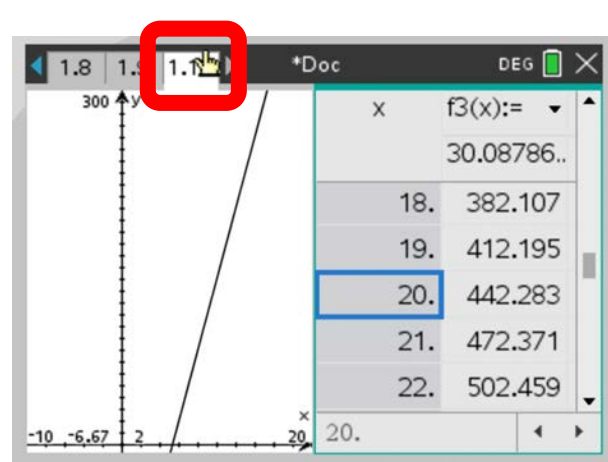 1.8 *Doc DEG
300 y
x
-10 -6.67 2 20
x f3(x):=
30.08786..
18. 382.107
19. 412.195
20. 442.283
21. 472.371
22. 502.459
20.